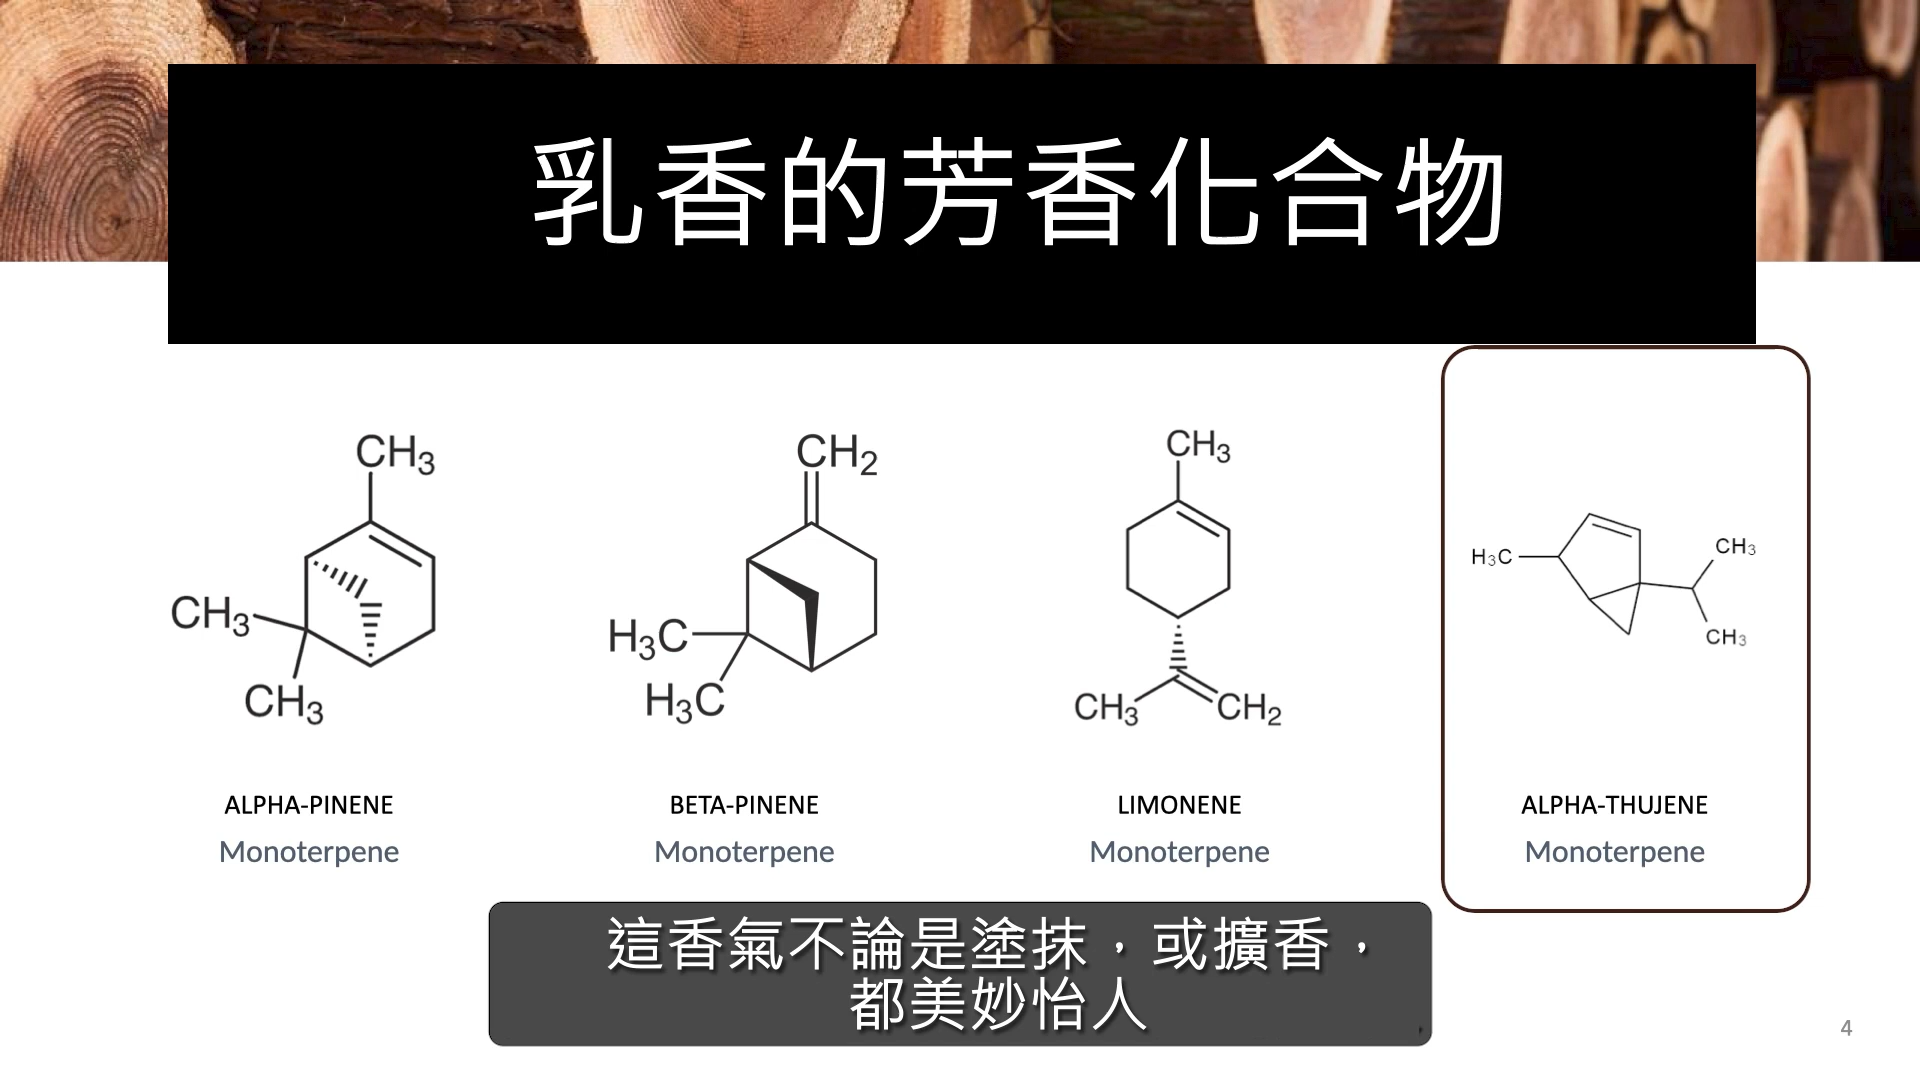 乳香的芳香化合物
CH3
CH3
CH3
CH2
H3C
H3C
CH3
CH3
CH2
H3C
CH3
CH3
ALPHA-PINENE
Monoterpene
BETA-PINENE
Monoterpene
LIMONENE
Monoterpene
ALPHA-THUJENE
Monoterpene
這香氣不論是塗抹，或擴香，
都美妙怡人
4